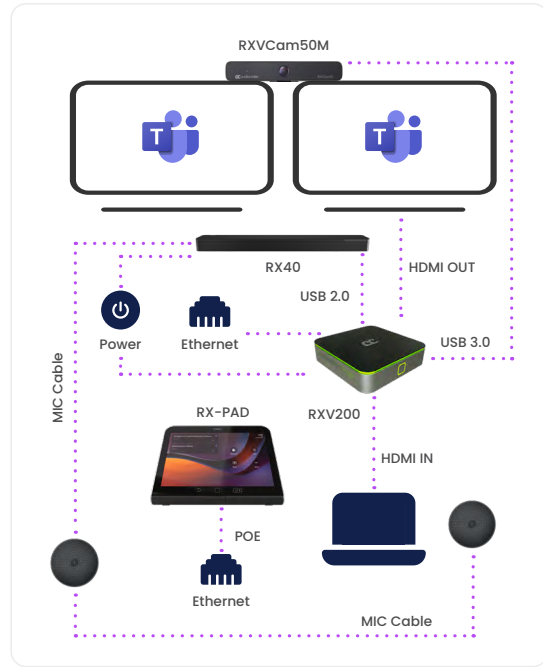 RXVCam50M
T
T
RX40
HDMI OUT
USB 2.0
Power
Ethernet
USB 3.0
MIC Cable
RX-PAD
RXV200
HDMI IN
POE
Ethernet
MIC Cable